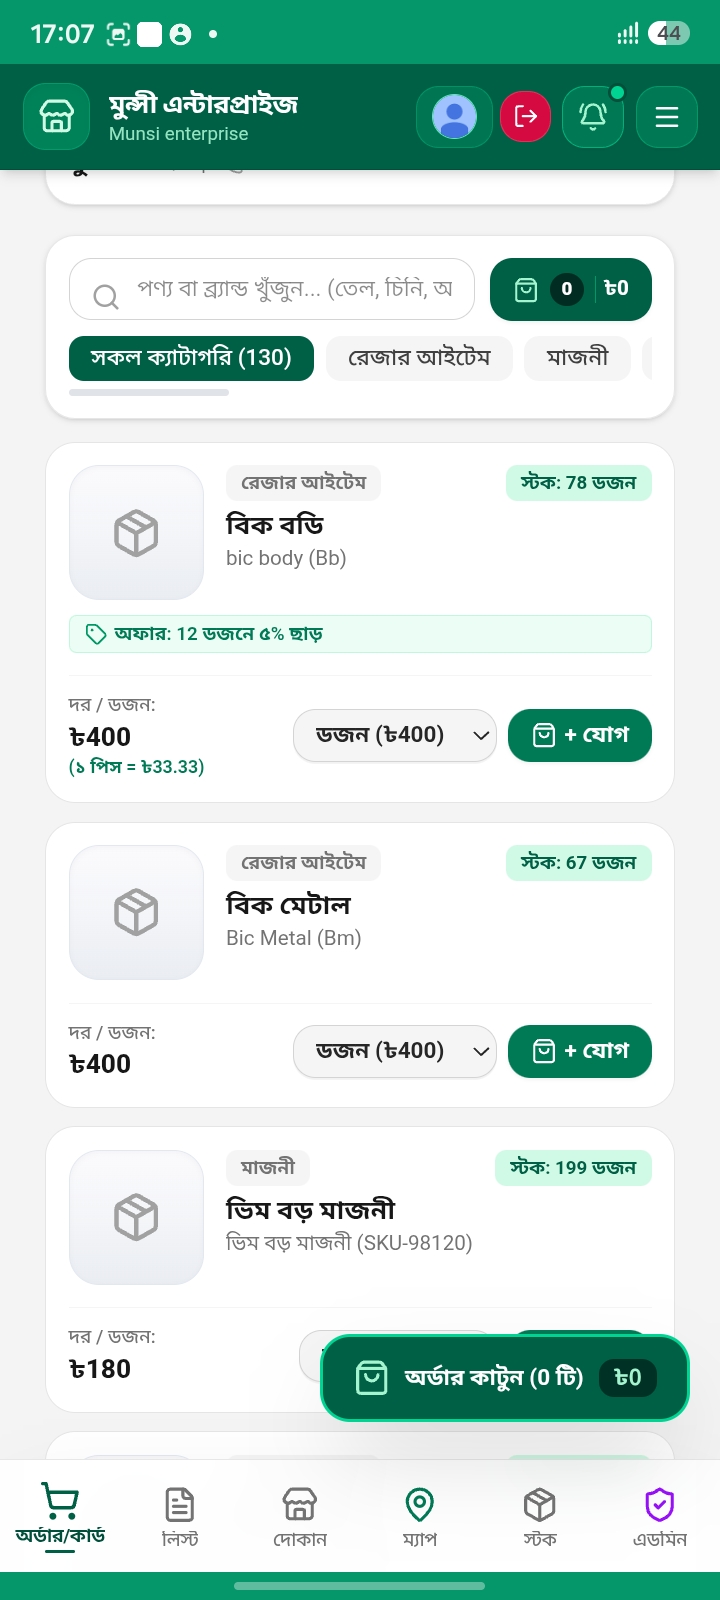 17:07
44
মুন্সী এন্টারপ্রাইজ
Munsi enterprise
পণ্য বা ব্র্যান্ড খুঁজুন... (তেল, চিনি, অ
0
৳0
সকল ক্যাটাগরি (130)
রেজার আইটেম
মাজনী
রেজার আইটেম
স্টক: 78 ডজন
বিক বডি
bic body (Bb)
অফার: 12 ডজনে ৫% ছাড়
দর / ডজন:
৳400
(১ পিস = ৳33.33)
ডজন (৳400)
+ যোগ
রেজার আইটেম
স্টক: 67 ডজন
বিক মেটাল
Bic Metal (Bm)
দর / ডজন:
৳400
ডজন (৳400)
+ যোগ
মাজনী
স্টক: 199 ডজন
ভিম বড় মাজনী
ভিম বড় মাজনী (SKU-98120)
দর / ডজন:
৳180
অর্ডার কাটুন (0 টি)
৳0
অর্ডার/কার্ড
লিস্ট
দোকান
ম্যাপ
স্টক
এডমিন